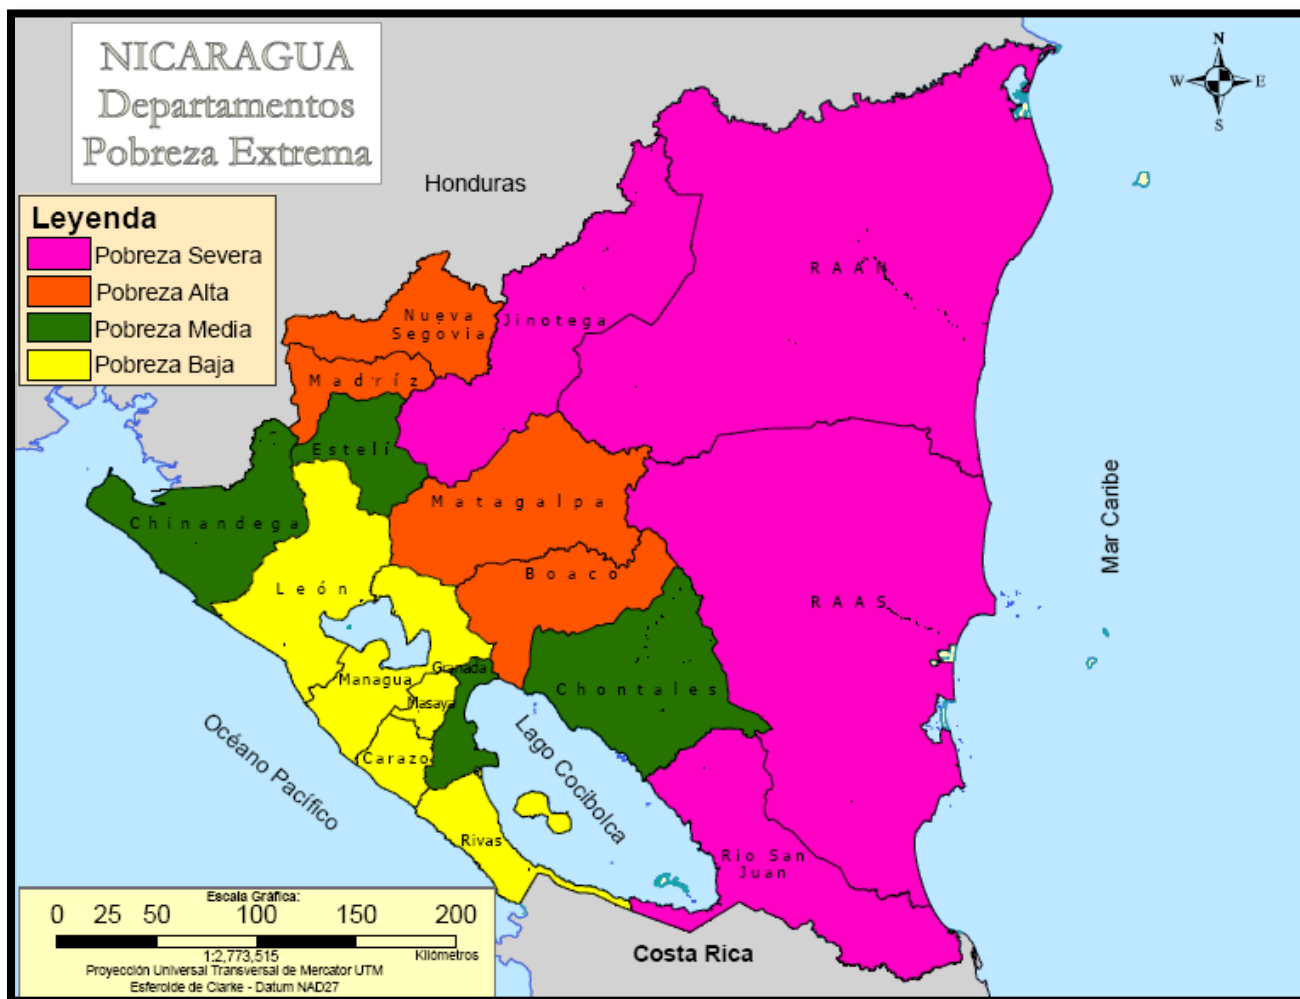 NICARAGUA
Departamentos
Pobreza Extrema
N
W E
S
Honduras
Leyenda
Pobreza Severa
Pobreza Alta
Pobreza Media
Pobreza Baja
RAAN
Nueva
Segovia
Jinotega
Madríz
Estelí
Matagalpa
Chinandega
Boaco
León
RAAS
Granada
Managua
Chontales
Masaya
Carazo
Rivas
Rio San
Juan
Mar Caribe
Océano Pacífico
Lago Cocibolca
Costa Rica
Escala Gráfica:
0 25 50 100 150 200
1:2,773,515 Kilómetros
Proyección Universal Transversal de Mercator UTM
Esferoide de Clarke - Datum NAD27